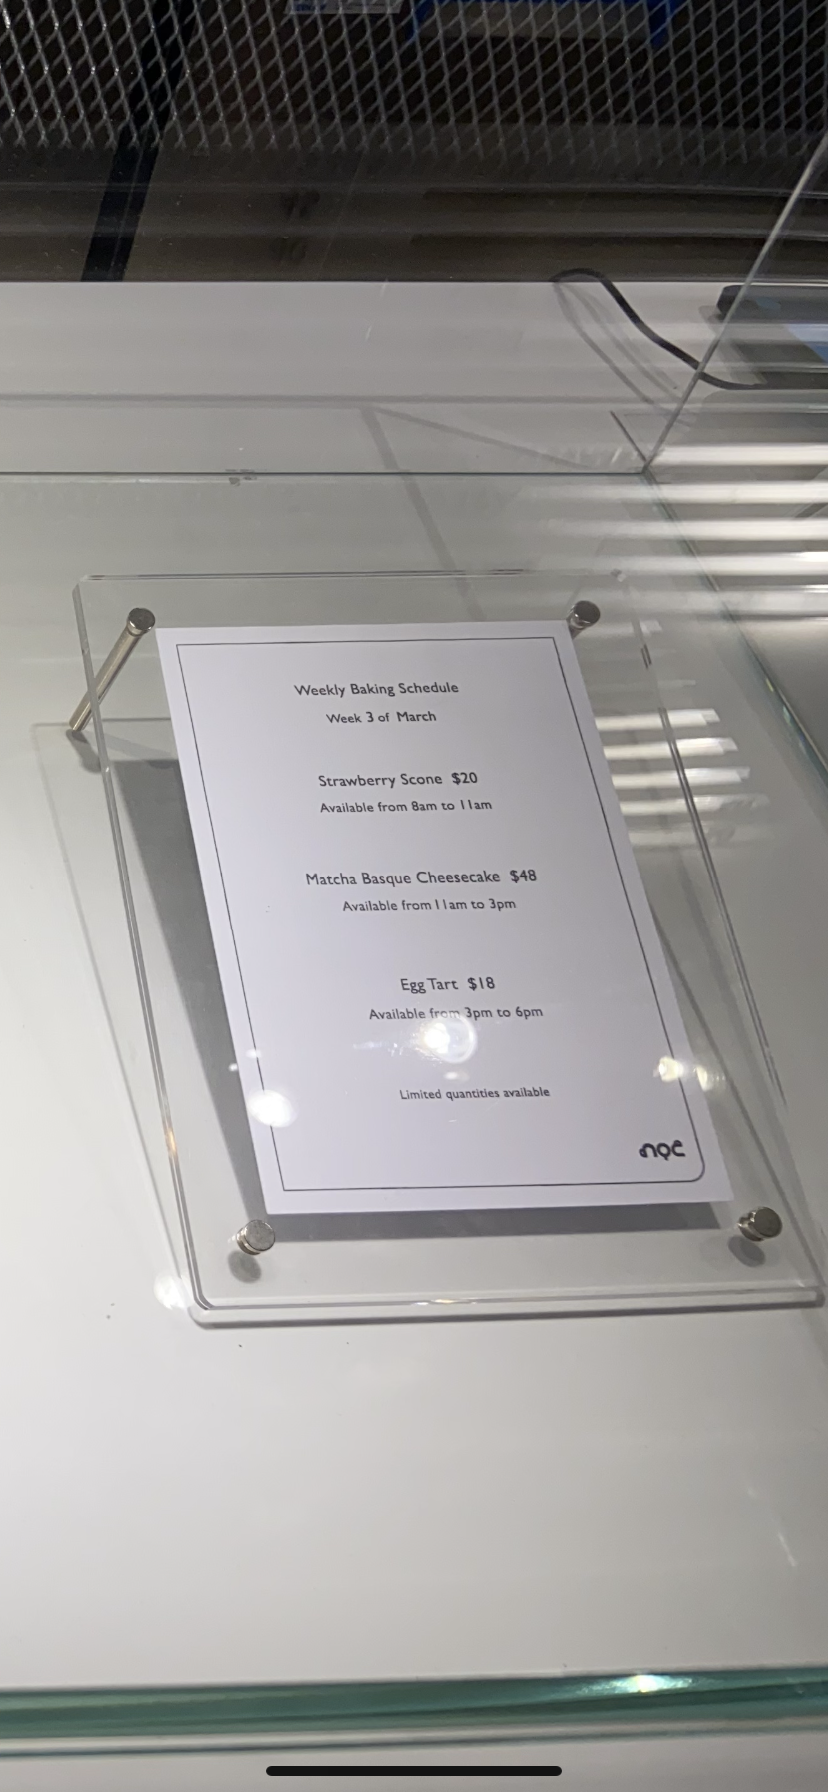 Weekly Baking Schedule
Week 3 of March
Strawberry Scone $20
Available from 8am to 11am
Matcha Basque Cheesecake $48
Available from 11am to 3pm
Egg Tart $18
Available from 3pm to 6pm
Limited quantities available
noc